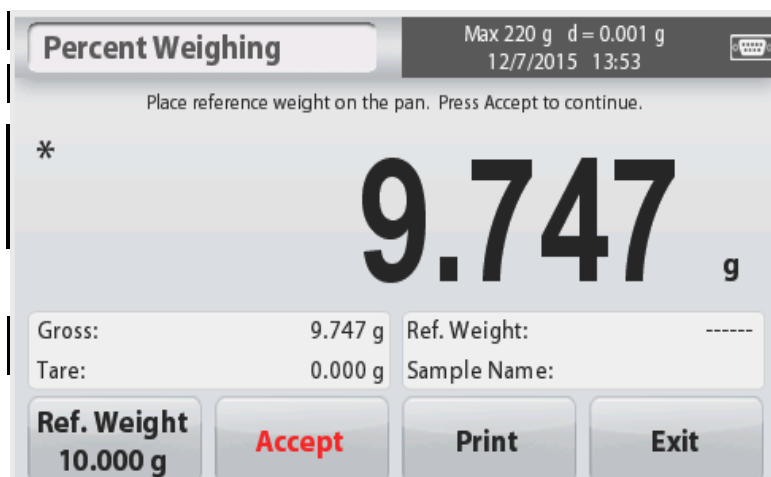 Percent Weighing
Max 220 g d = 0.001 g
12/7/2015 13:53
Place reference weight on the pan. Press Accept to continue.
*
9.747 g
Gross: 9.747 g
Tare: 0.000 g
Ref. Weight: ------
Sample Name:
Ref. Weight
10.000 g
Accept
Print
Exit